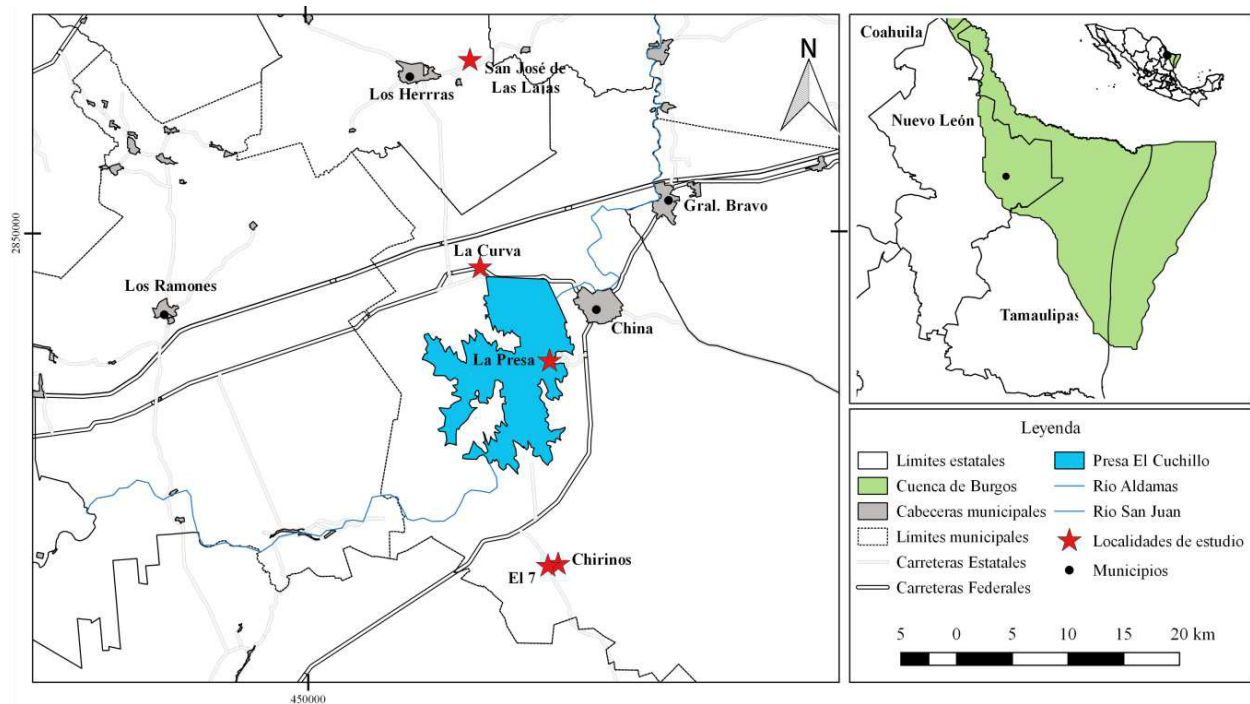 N
San José de
Las Lajas
Los Herrras
Gral. Bravo
2850000
La Curva
Los Ramones
China
La Presa
Chirinos
El 7
450000
Coahuila
Nuevo León
Tamaulipas
Leyenda
Limites estatales
Cuenca de Burgos
Cabeceras municipales
Limites municipales
Carreteras Estatales
Carreteras Federales
Presa El Cuchillo
Río Aldamas
Río San Juan
Localidades de estudio
Municipios
5 0 5 10 15 20 km